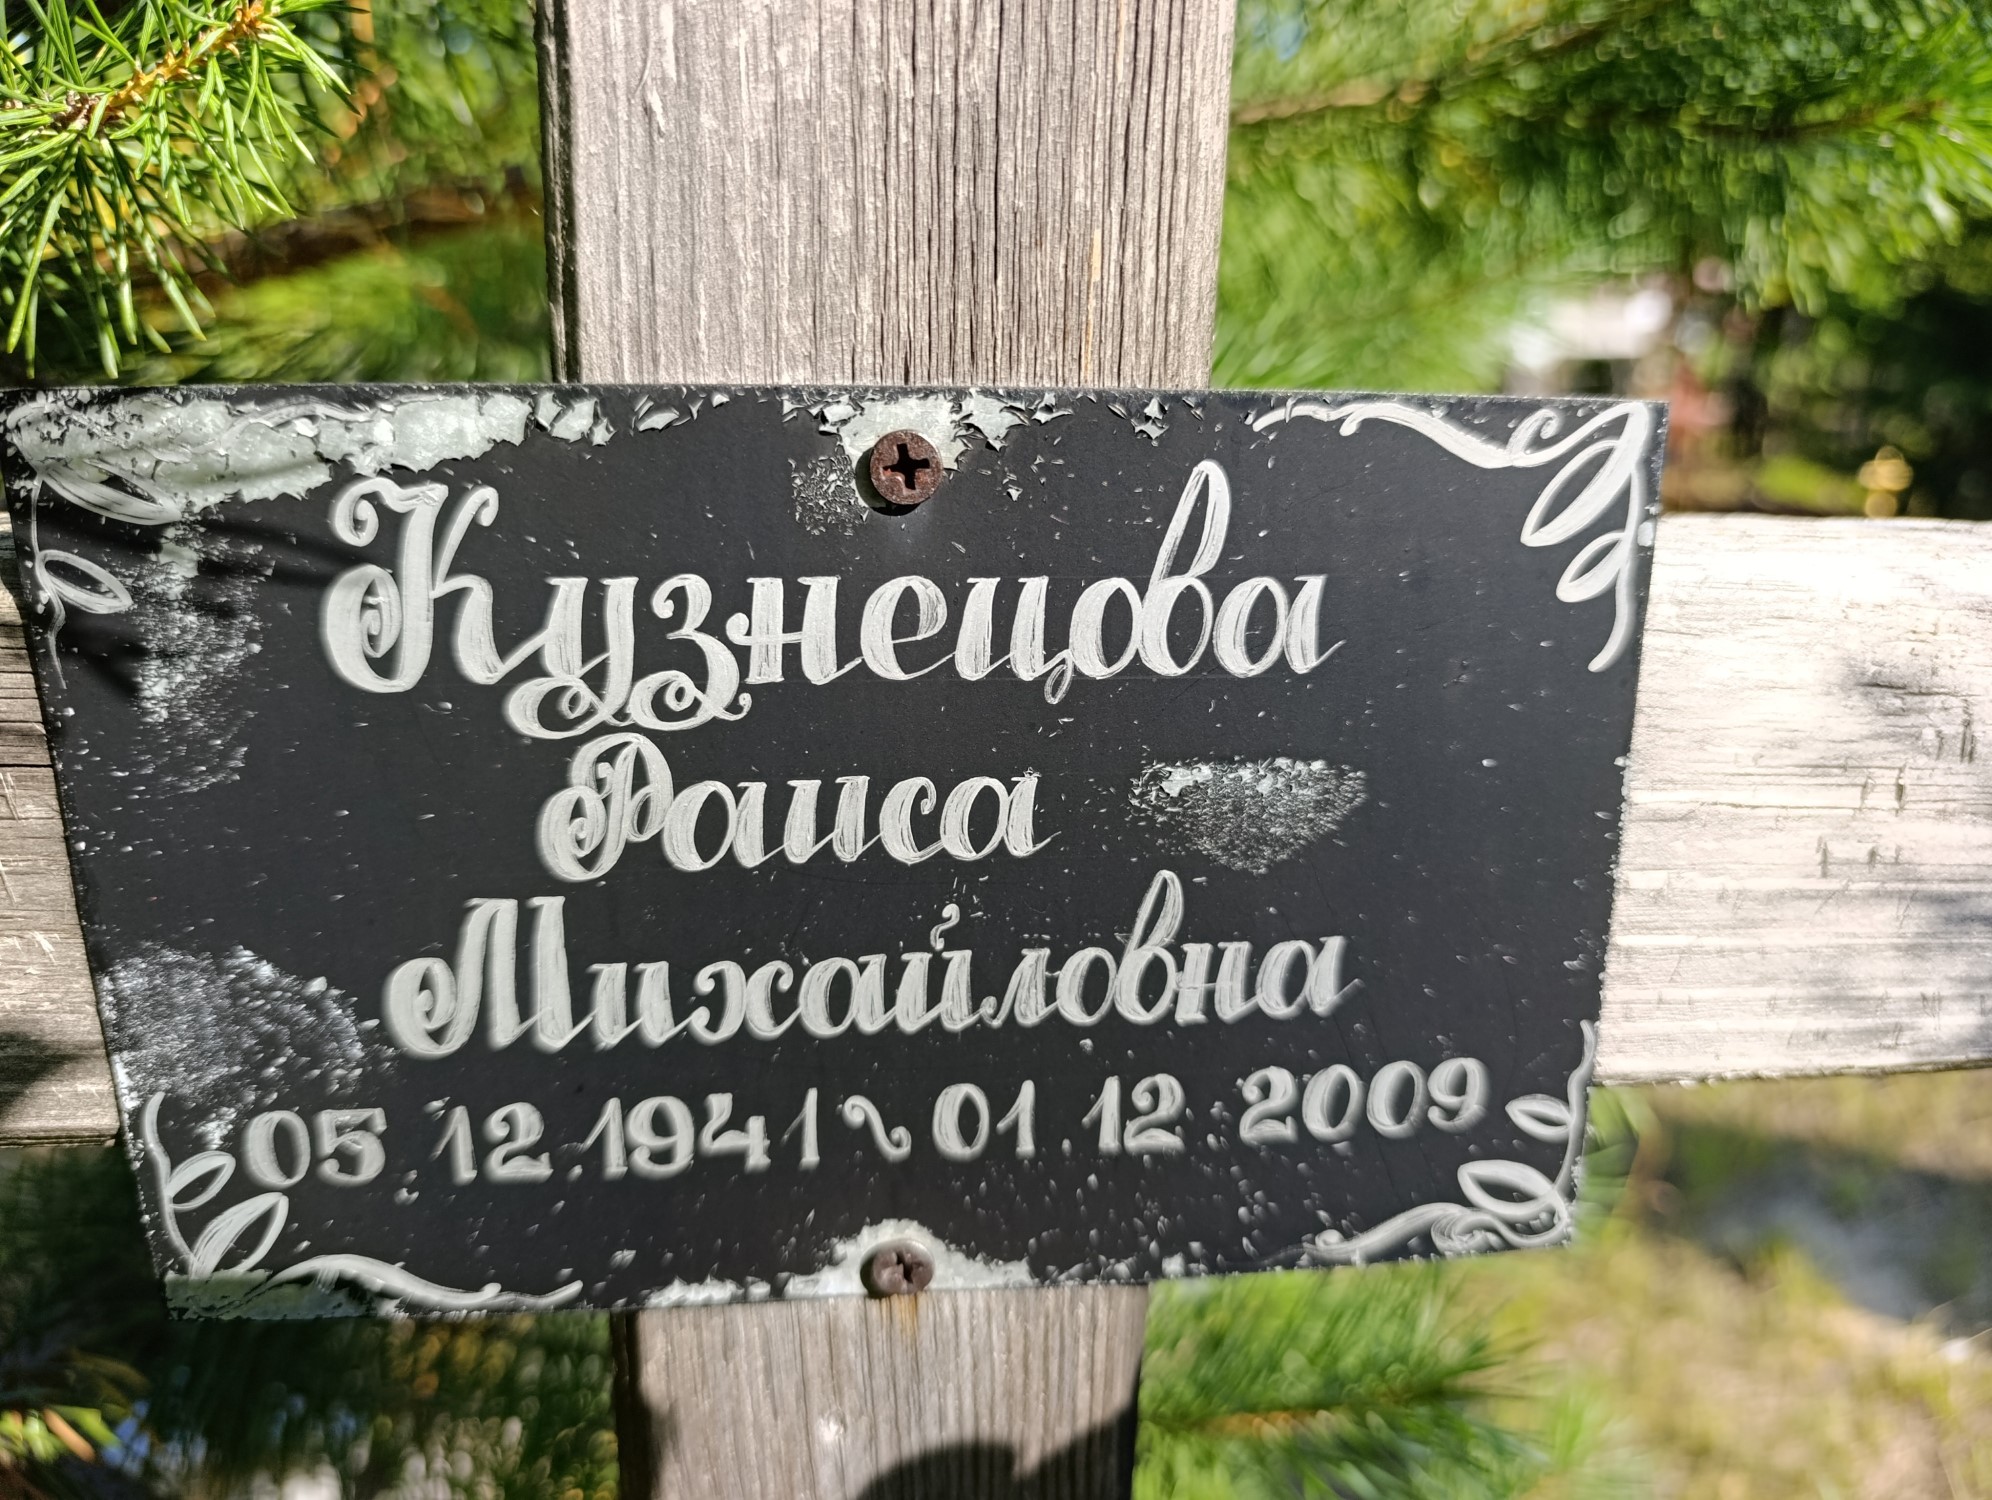 Кузнецова
Раиса
Михайловна
05.12.1941 ~ 01.12.2009